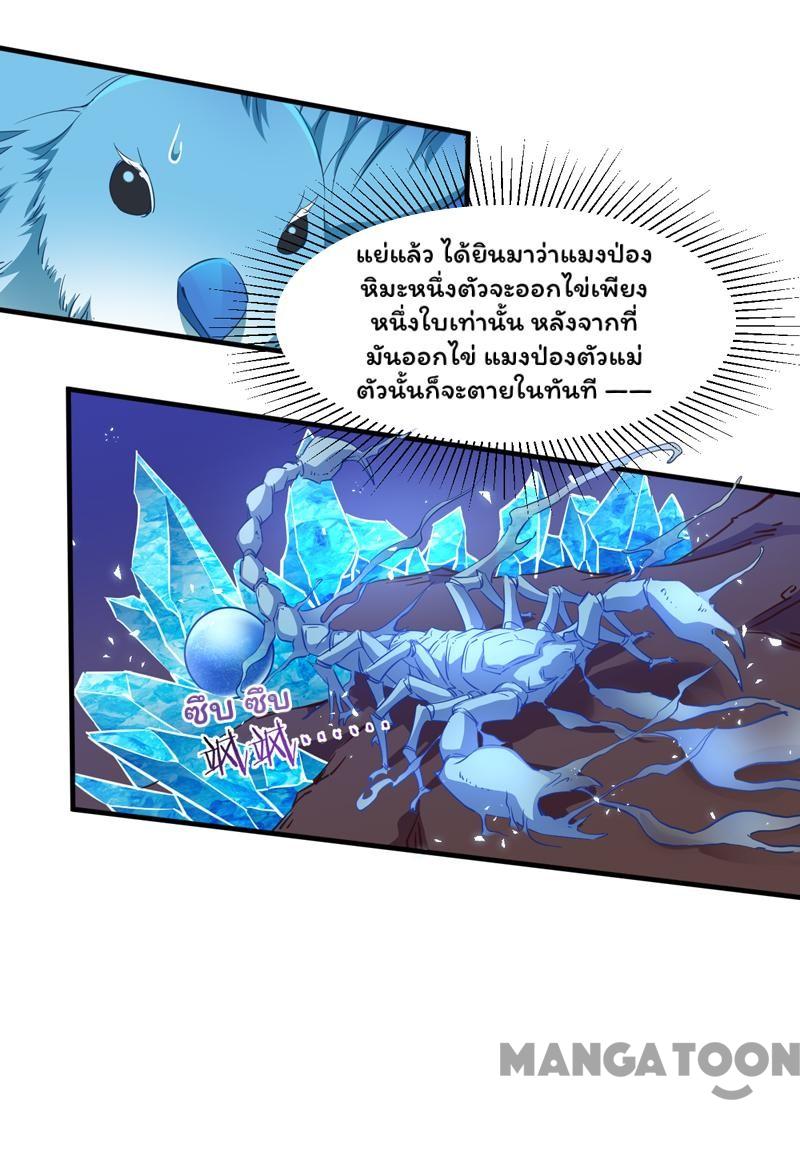 แย่แล้ว ได้ยินมาว่าแมงป่อง
หิมะหนึ่งตัวจะออกไข่เพียง
หนึ่งใบเท่านั้น หลังจากที่
มันออกไข่ แมงป่องตัวแม่
ตัวนั้นก็จะตายในทันที ——
ซึบ ซึบ
飒飒······
MANGATOON